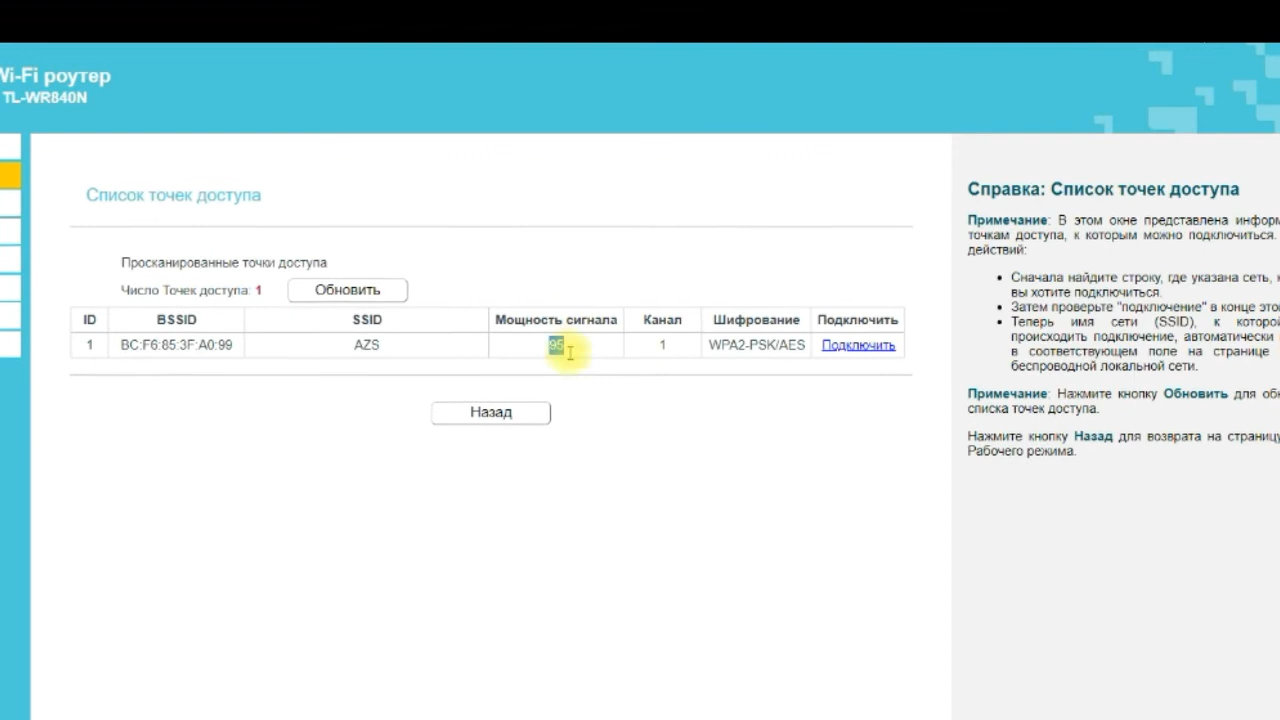 Wi-Fi роутер
TL-WR840N
Список точек доступа
Просканированные точки доступа
Число Точек доступа: 1 Обновить
ID BSSID SSID Мощность сигнала Канал Шифрование Подключить
1 BC:F6:85:3F:A0:99 AZS 95 1 WPA2-PSK/AES Подключить
Назад
Справка: Список точек доступа
Примечание: В этом окне представлена
точкам доступа, к которым можно подключиться.
действий:
Сначала найдите строку, где указана сеть,
вы хотите подключиться.
Затем проверьте "подключение" в конце
Теперь имя сети (SSID), к
происходить подключение, автоматически
в соответствующем поле на странице
беспроводной локальной сети.
Примечание: Нажмите кнопку Обновить для
списка точек доступа.
Нажмите кнопку Назад для возврата на
Рабочего режима.